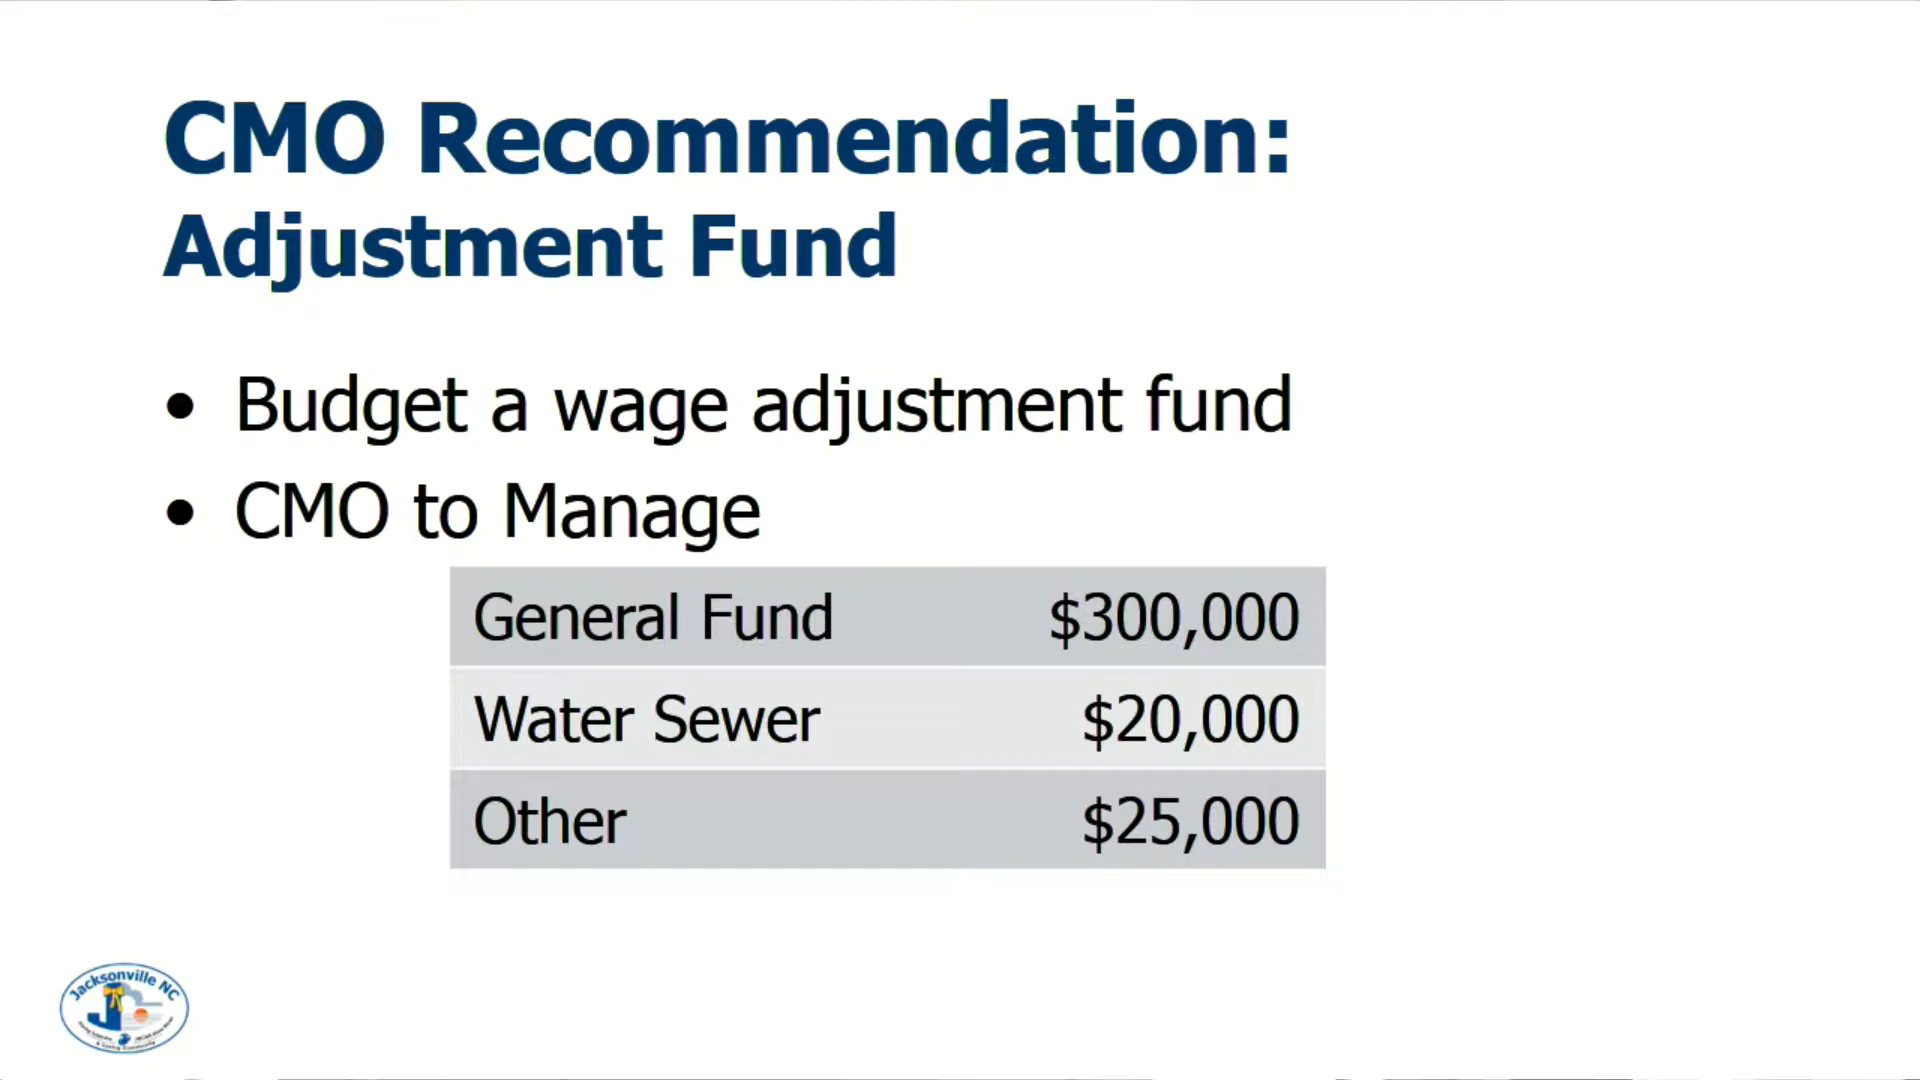 CMO Recommendation:
Adjustment Fund
• Budget a wage adjustment fund
• CMO to Manage
General Fund $300,000
Water Sewer $20,000
Other $25,000
Jacksonville NC